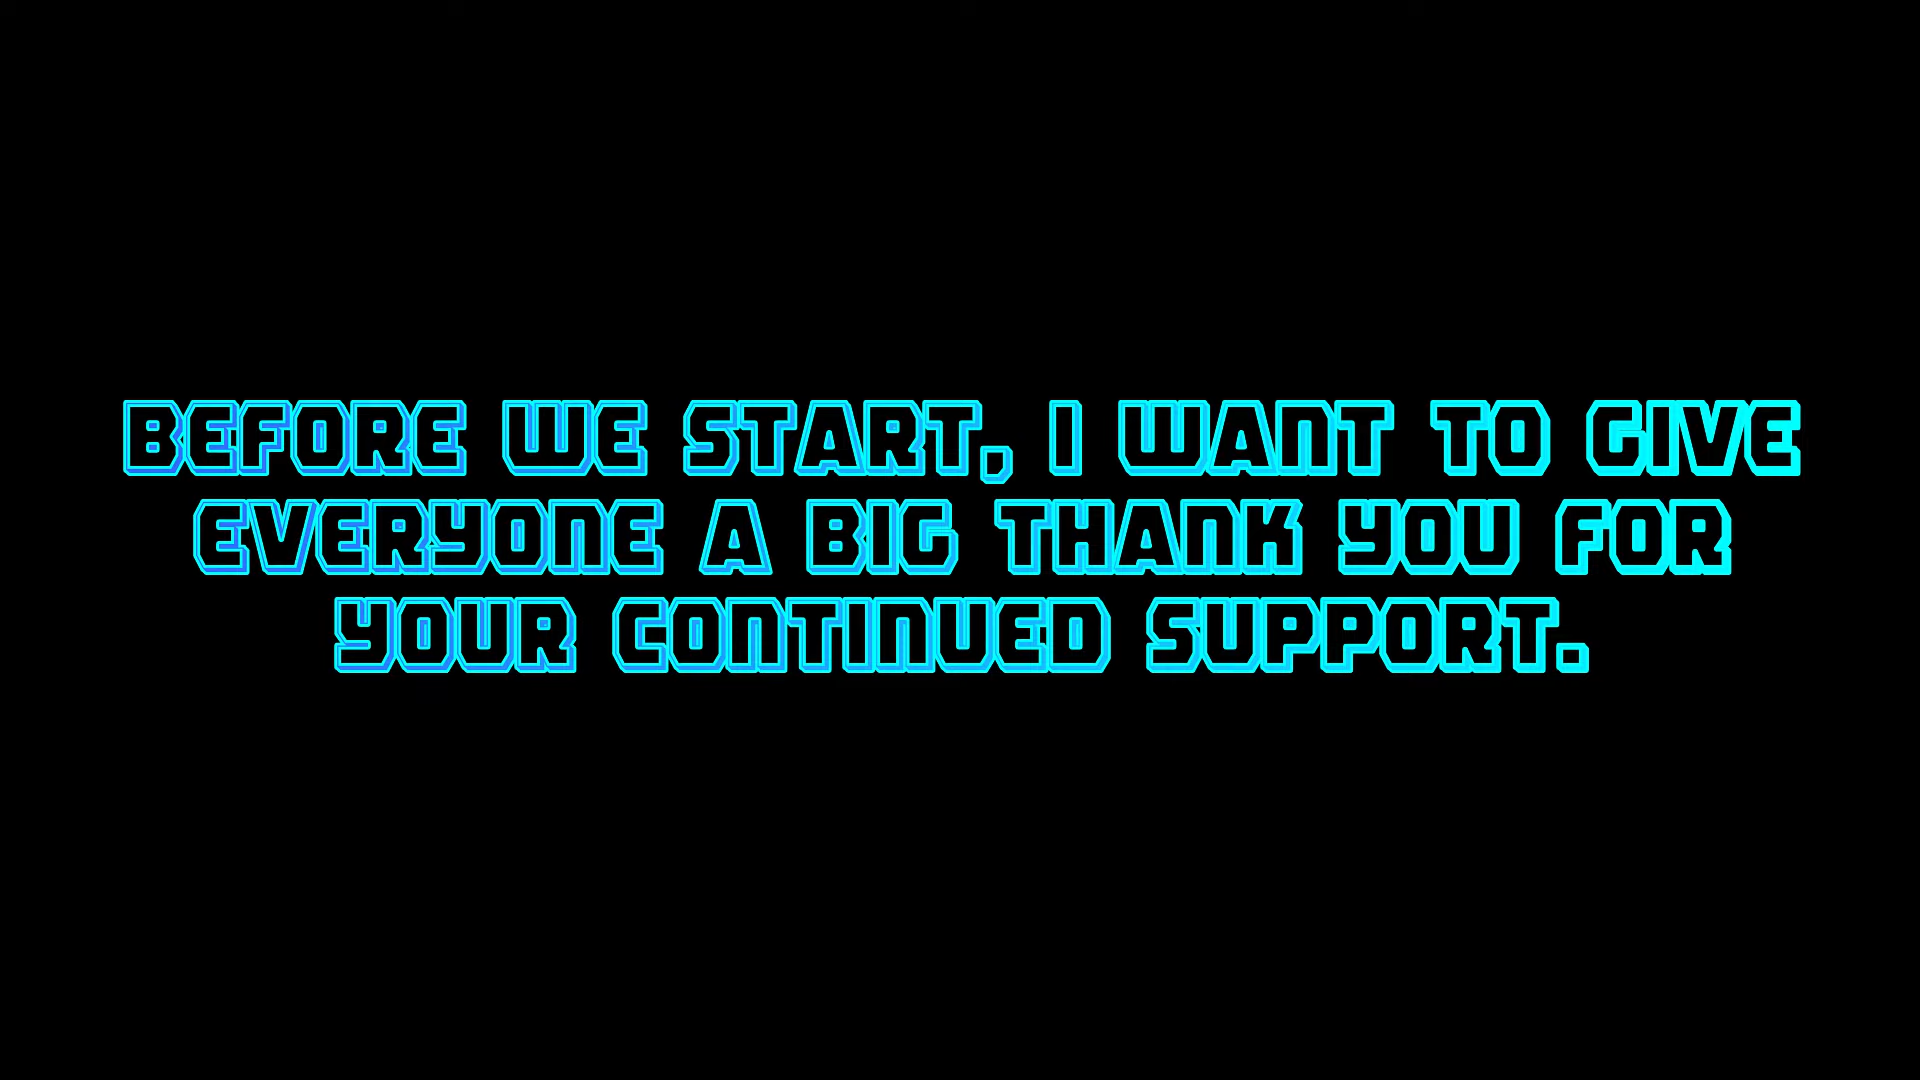 BEFORE WE START, I WANT TO GIVE
EVERYONE A BIG THANK YOU FOR
YOUR CONTINUED SUPPORT.